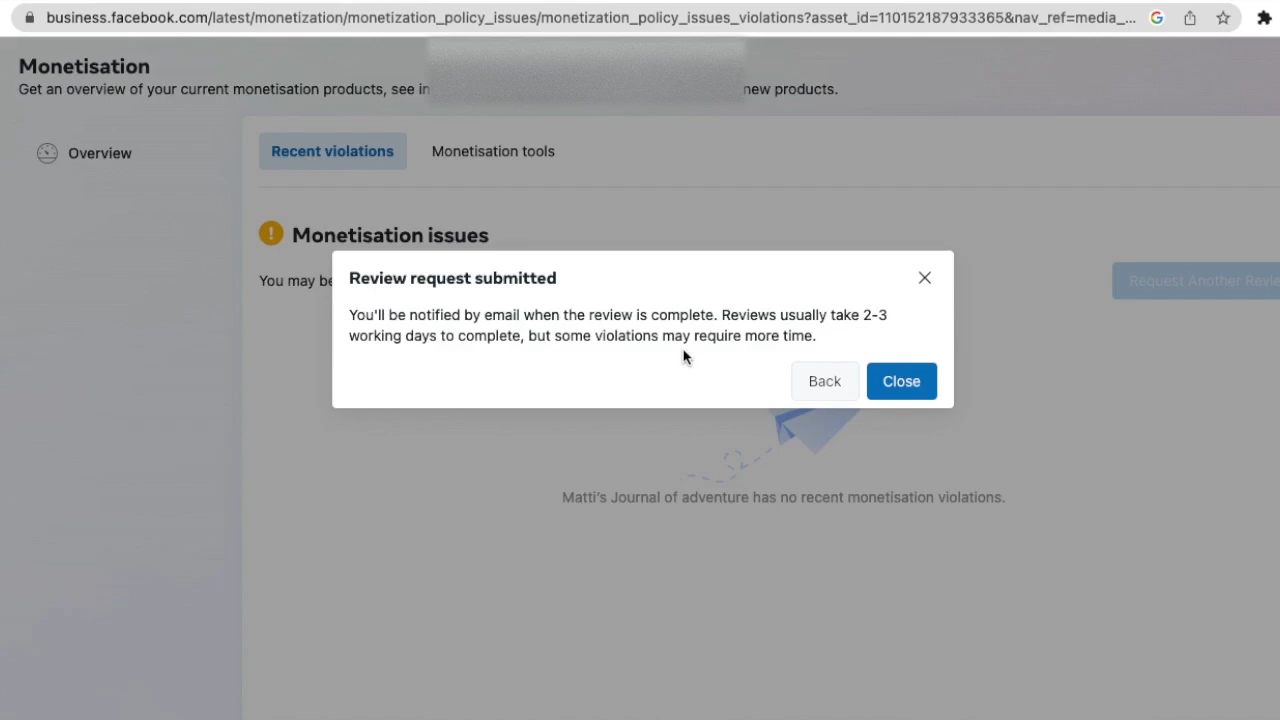 business.facebook.com/latest/monetization/monetization_policy_issues/monetization_policy_issues_violations?asset_id=110152187933365&nav_ref=media_...
Monetisation
Get an overview of your current monetisation products, see in
new products.
Overview
Recent violations
Monetisation tools
Monetisation issues
You may be
Request Another Revie
Review request submitted
You'll be notified by email when the review is complete. Reviews usually take 2-3
working days to complete, but some violations may require more time.
Back
Close
Matti's Journal of adventure has no recent monetisation violations.